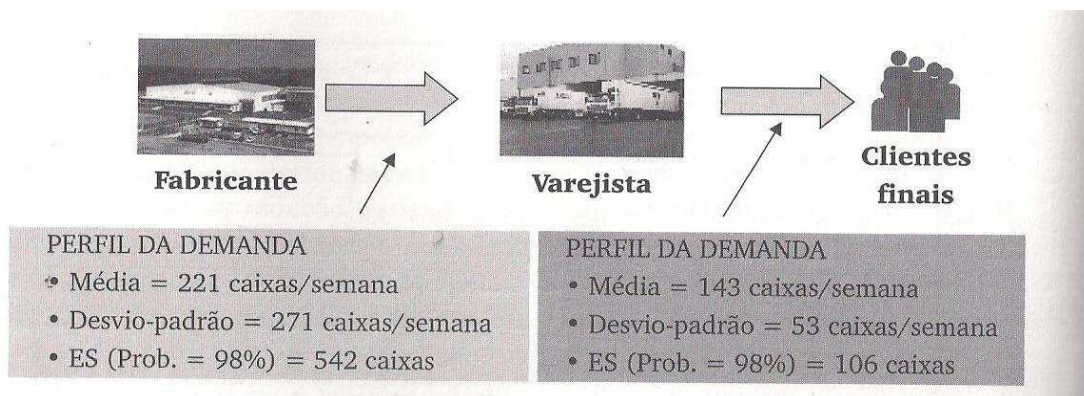 Fabricante
Varejista
Clientes
finais
PERFIL DA DEMANDA
• Média = 221 caixas/semana
• Desvio-padrão = 271 caixas/semana
• ES (Prob. = 98%) = 542 caixas
PERFIL DA DEMANDA
• Média = 143 caixas/semana
• Desvio-padrão = 53 caixas/semana
• ES (Prob. = 98%) = 106 caixas